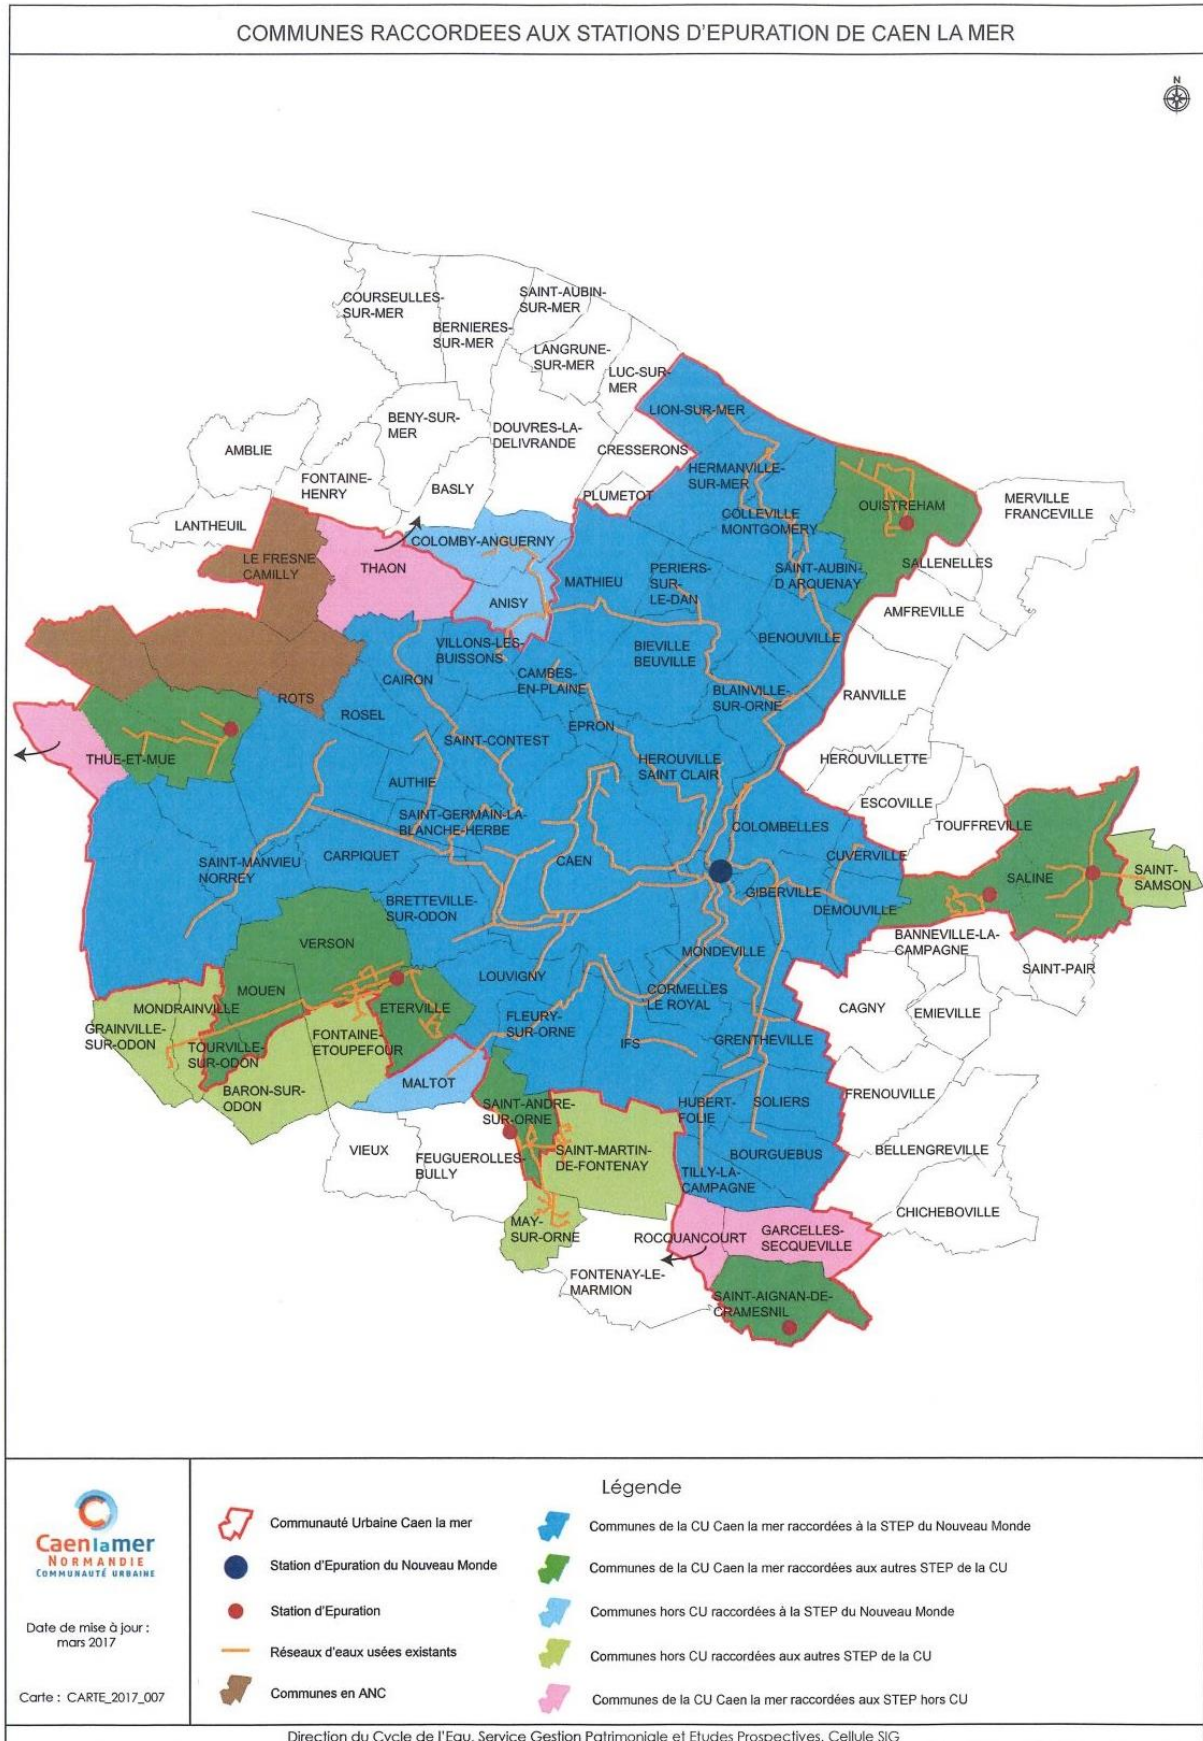 COMMUNES RACCORDEES AUX STATIONS D'EPURATION DE CAEN LA MER
N
COURSEULLES-
SUR-MER
BERNIERES-
SUR-MER
SAINT-AUBIN-
SUR-MER
LANGRUNE-
SUR-MER
LUC-SUR-
MER
LION-SUR-MER
BENY-SUR-
MER
DOUVRES-LA-
DELIVRANDE
CRESSERONS
AMBLIE
FONTAINE-
HENRY
BASLY
PLUMETOT
HERMANVILLE-
SUR-MER
OUISTREHAM
MERVILLE
FRANCEVILLE
LANTHEUIL
COLLEVILLE
MONTGOMERY
COLOMBY-ANGUERNY
LE FRESNE
CAMILLY
THAON
MATHIEU
PERIERS-
SUR-
LE-DAN
SAINT-AUBIN-
D ARQUENAY
SALLENELLES
ANISY
AMFREVILLE
VILLONS-LES-
BUISSONS
BIEVILLE
BEUVILLE
BENOUVILLE
CAIRON
CAMBES-
EN-PLAINE
ROTS
BLAINVILLE-
SUR-ORNE
RANVILLE
ROSEL
EPRON
SAINT-CONTEST
THUE-ET-MUE
HEROUVILLE
SAINT CLAIR
HEROUVILLETTE
AUTHIE
ESCOVILLE
SAINT-GERMAIN-LA-
BLANCHE-HERBE
COLOMBELLES
TOUFFREVILLE
SAINT-MANVIEU
NORREY
CARPIQUET
CAEN
CUVERVILLE
SALINE
SAINT-
SAMSON
BRETTEVILLE-
SUR-ODON
GIBERVILLE
DEMOUVILLE
VERSON
BANNEVILLE-LA-
CAMPAGNE
MONDEVILLE
SAINT-PAIR
LOUVIGNY
MOUEN
CORMELLES
LE ROYAL
MONDRAINVILLE
ETERVILLE
CAGNY
EMIEVILLE
GRAINVILLE-
SUR-ODON
FLEURY-
SUR-ORNE
FONTAINE-
ETOUPEFOUR
IFS
GRENTHEVILLE
TOURVILLE-
SUR-ODON
MALTOT
BARON-SUR-
ODON
FRENOUVILLE
SAINT-ANDRE-
SUR-ORNE
HUBERT-
FOLIE
SOLIERS
VIEUX
FEUGUEROLLES-
BULLY
SAINT-MARTIN-
DE-FONTENAY
BOURGUEBUS
BELLENGREVILLE
TILLY-LA-
CAMPAGNE
CHICHEBOVILLE
MAY-
SUR-ORNE
ROCQUANCOURT
GARCELLES-
SECQUEVILLE
FONTENAY-LE-
MARMION
SAINT-AIGNAN-DE-
CRAMESNIL
Caen la mer
NORMANDIE
COMMUNAUTÉ URBAINE
Date de mise à jour :
mars 2017
Carte : CARTE_2017_007
Légende
Communauté Urbaine Caen la mer
Station d'Epuration du Nouveau Monde
Station d'Epuration
Réseaux d'eaux usées existants
Communes en ANC
Communes de la CU Caen la mer raccordées à la STEP du Nouveau Monde
Communes de la CU Caen la mer raccordées aux autres STEP de la CU
Communes hors CU raccordées à la STEP du Nouveau Monde
Communes hors CU raccordées aux autres STEP de la CU
Communes de la CU Caen la mer raccordées aux STEP hors CU
Direction du Cycle de l'Eau, Service Gestion Patrimoniale et Etudes Prospectives, Cellule SIG